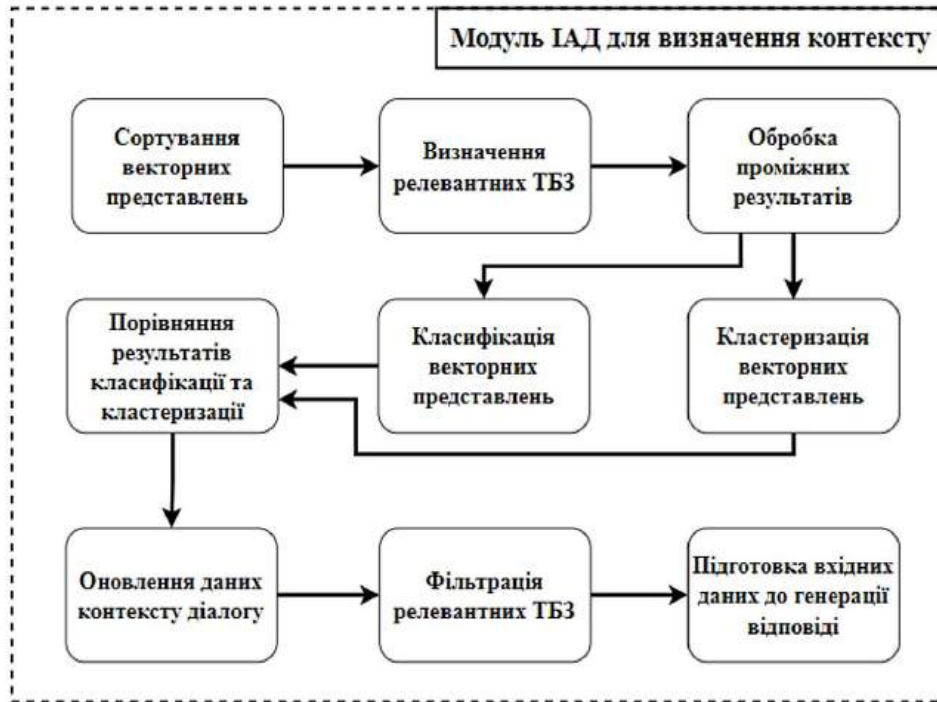 Модуль ІАД для визначення контексту
Сортування
векторних
представлень
Визначення
релевантних ТБЗ
Обробка
проміжних
результатів
Порівняння
результатів
класифікації та
кластеризації
Класифікація
векторних
представлень
Кластеризація
векторних
представлень
Оновлення даних
контексту діалогу
Фільтрація
релевантних ТБЗ
Підготовка вхідних
даних до генерації
відповіді